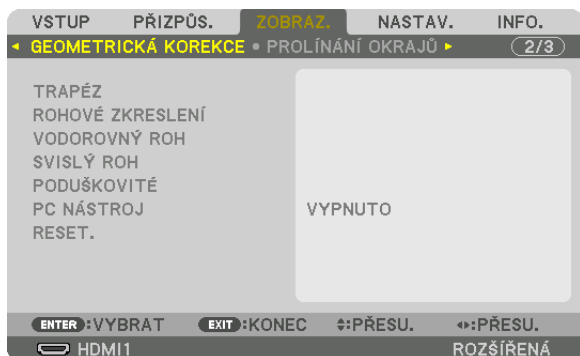 VSTUP PŘIZPŮS. ZOBRAZ. NASTAV. INFO.
GEOMETRICKÁ KOREKCE • PROLÍNÁNÍ OKRAJŮ 2/3
TRAPÉZ
ROHOVÉ ZKRESLENÍ
VODOROVNÝ ROH
SVISLÝ ROH
PODUŠKOVITÉ
PC NÁSTROJ VYPNUTO
RESET.
ENTER :VYBRAT EXIT :KONEC :PŘESU. :PŘESU.
HDMI1 ROZŠÍŘENÁ